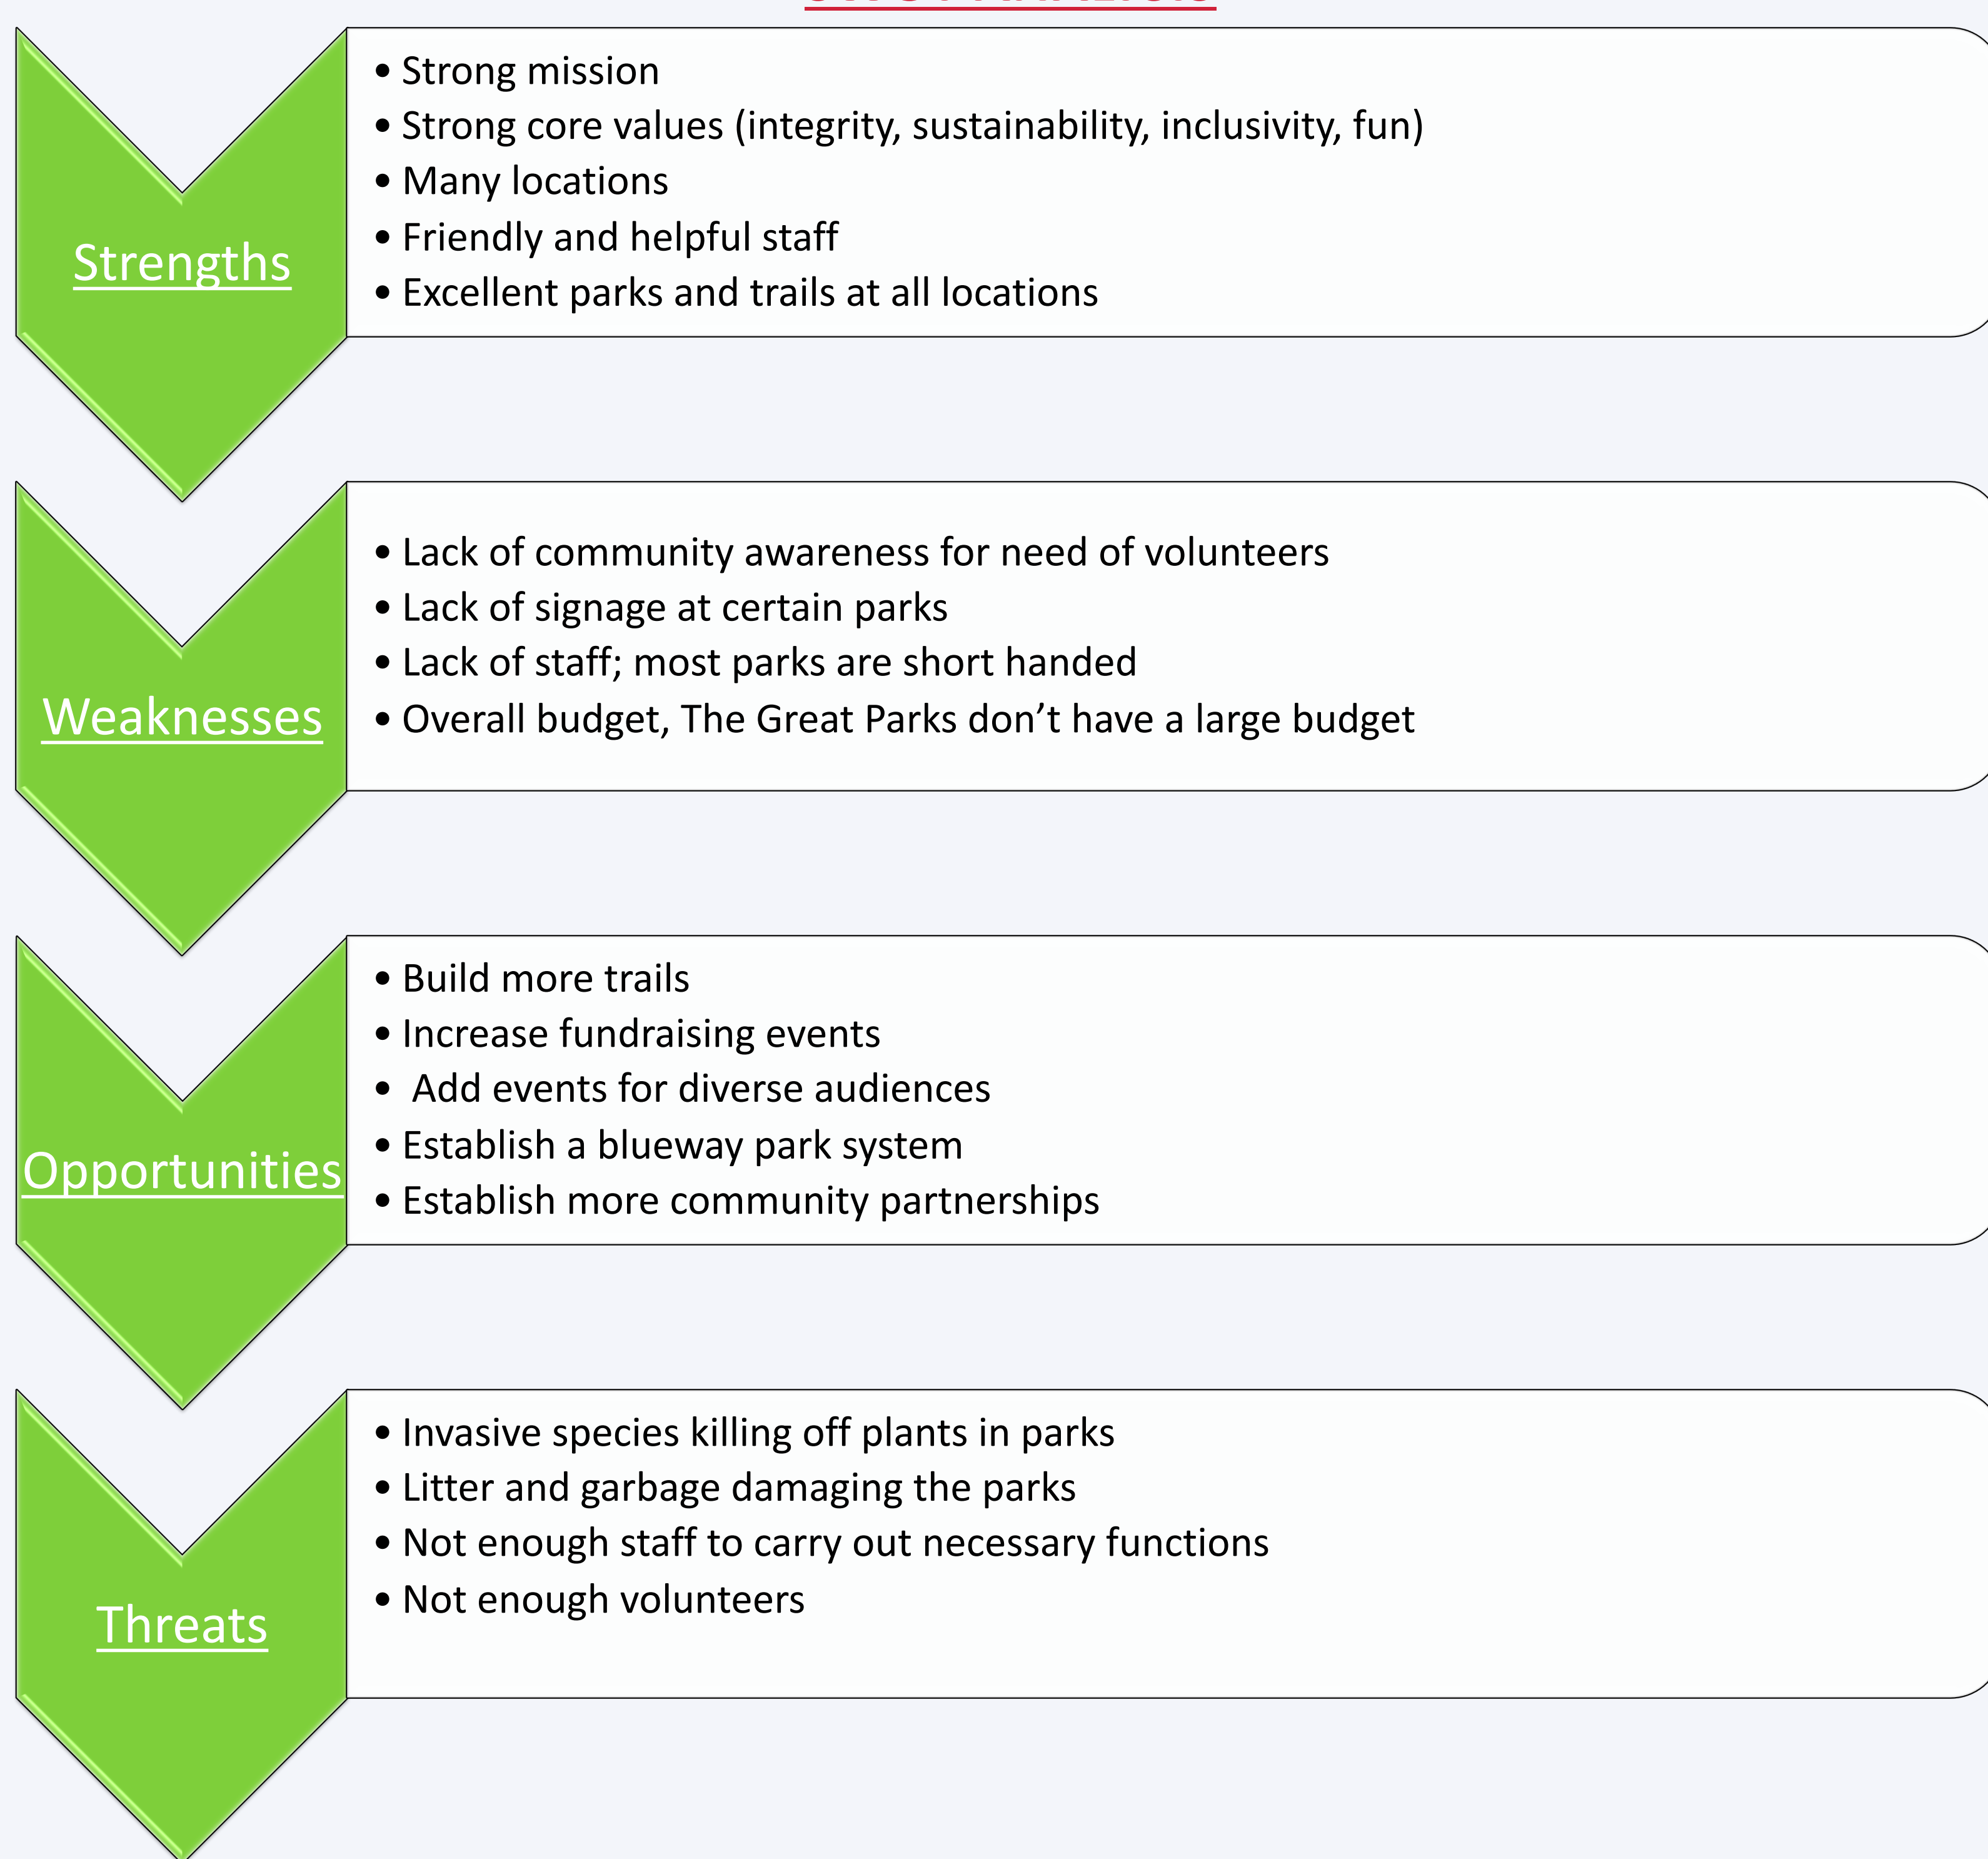 Strengths
• Strong mission
• Strong core values (integrity, sustainability, inclusivity, fun)
• Many locations
• Friendly and helpful staff
• Excellent parks and trails at all locations
Weaknesses
• Lack of community awareness for need of volunteers
• Lack of signage at certain parks
• Lack of staff; most parks are short handed
• Overall budget, The Great Parks don’t have a large budget
Opportunities
• Build more trails
• Increase fundraising events
• Add events for diverse audiences
• Establish a blueway park system
• Establish more community partnerships
Threats
• Invasive species killing off plants in parks
• Litter and garbage damaging the parks
• Not enough staff to carry out necessary functions
• Not enough volunteers